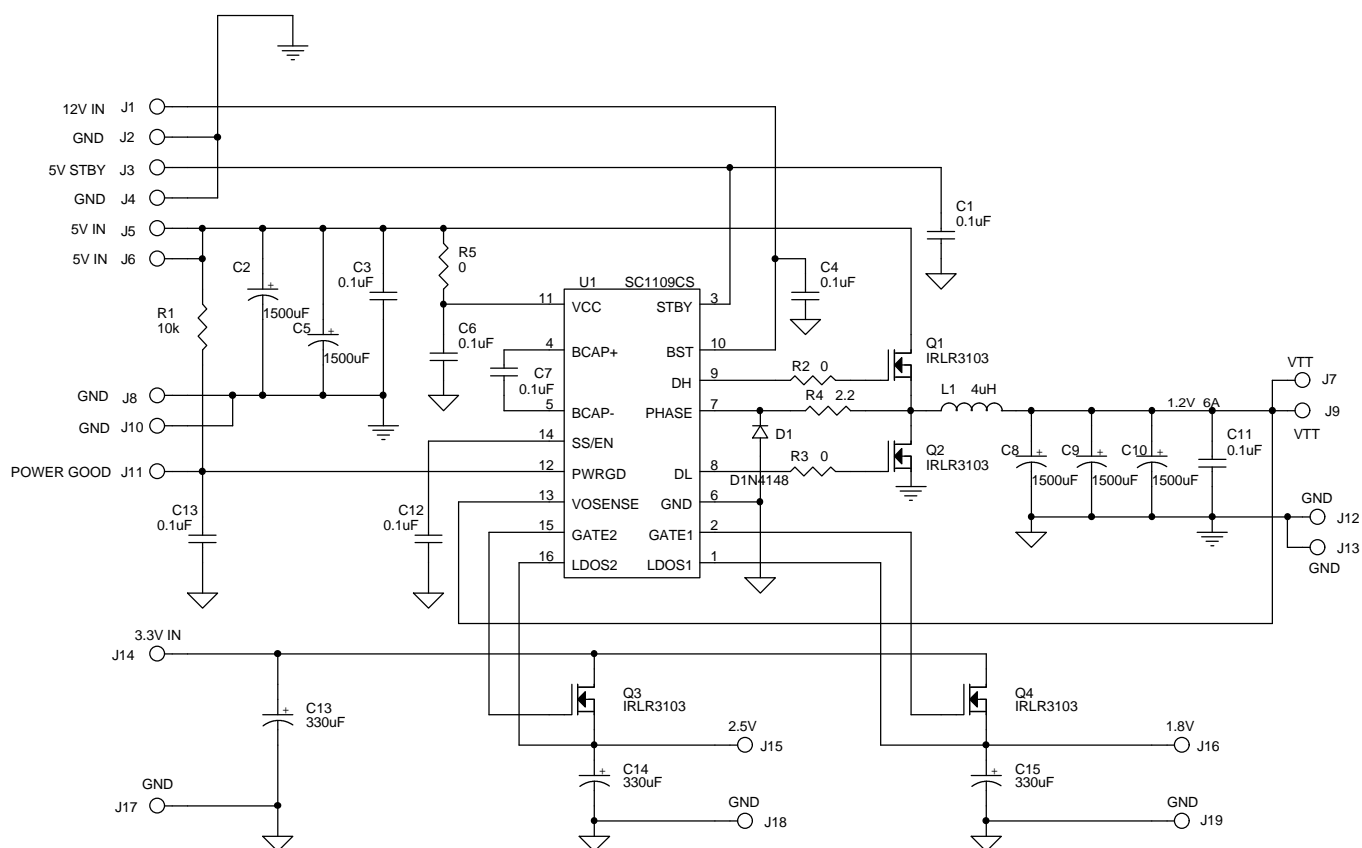 12V IN J1
GND J2
5V STBY J3
GND J4
5V IN J5
5V IN J6
C1
0.1uF
R5
0
C2
1500uF
C3
0.1uF
C4
0.1uF
U1 SC1109CS
R1
10k
C5
1500uF
C6
0.1uF
C7
0.1uF
11 VCC
4 BCAP+
5 BCAP-
14 SS/EN
12 PWRGD
13 VOSENSE
15 GATE2
16 LDOS2
STBY 3
BST 10
DH 9
PHASE 7
DL 8
GND 6
GATE1 2
LDOS1 1
R2 0
R4 2.2
R3 0
D1
D1N4148
Q1
IRLR3103
Q2
IRLR3103
L1 4uH
1.2V 6A
VTT
J7
J9
VTT
C8
1500uF
C9
1500uF
C10
1500uF
C11
0.1uF
GND
J12
J13
GND
GND J8
GND J10
POWER GOOD J11
C13
0.1uF
C12
0.1uF
3.3V IN
J14
C13
330uF
GND
J17
Q3
IRLR3103
2.5V
J15
C14
330uF
GND
J18
Q4
IRLR3103
1.8V
J16
C15
330uF
GND
J19